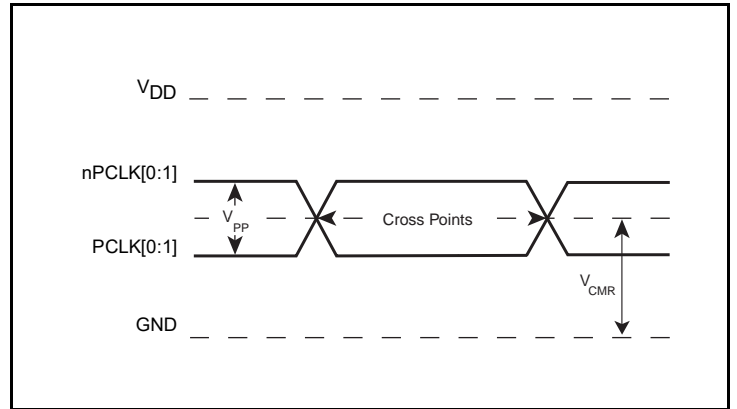 VDD
nPCLK[0:1]
VPP
Cross Points
PCLK[0:1]
VCMR
GND